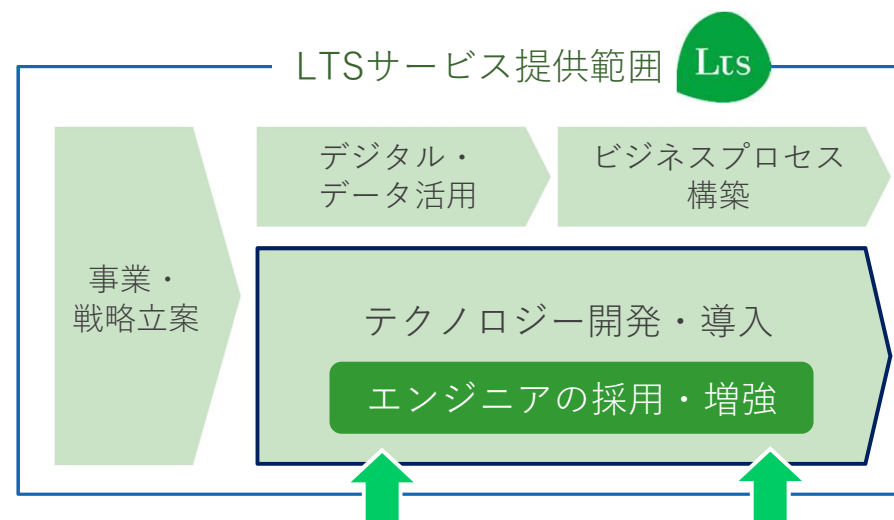 LTSサービス提供範囲
Lts
デジタル・
データ活用
ビジネスプロセス
構築
事業・
戦略立案
テクノロジー開発・導入
エンジニアの採用・増強